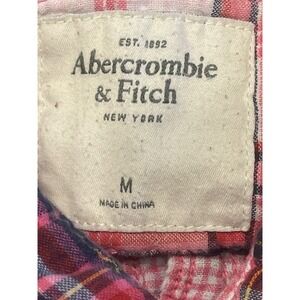 EST. 1892
Abercrombie
& Fitch
NEW YORK
M
MADE IN CHINA